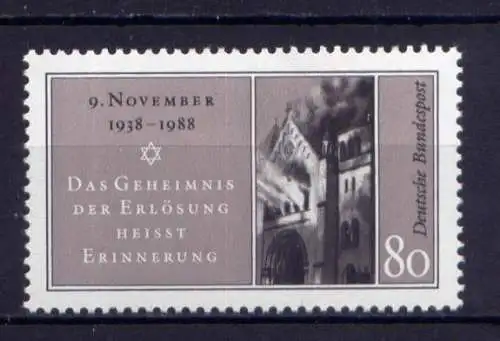 9. NOVEMBER
1938 – 1988
DAS GEHEIMNIS
DER ERLÖSUNG
HEISST
ERINNERUNG
Deutsche Bundespost
80